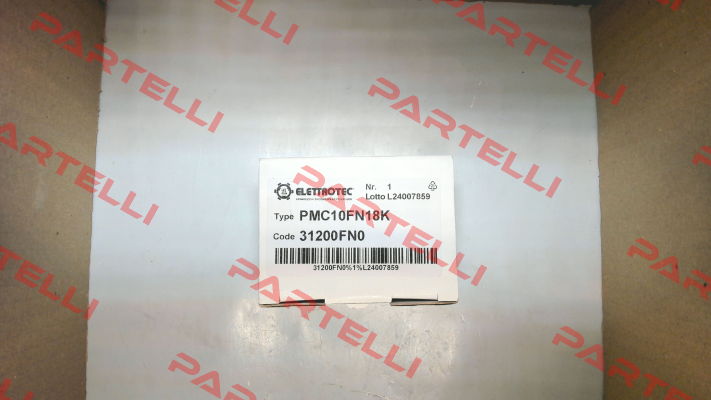 ELETTROTEC
Nr. 1
Lotto L24007859
Type PMC10FN18K
Code 31200FN0
31200FN0%1%L24007859
PARTELLI
PARTELLI
PARTELLI
PARTELLI
PARTELLI
PARTELLI
PARTELLI
PARTELLI